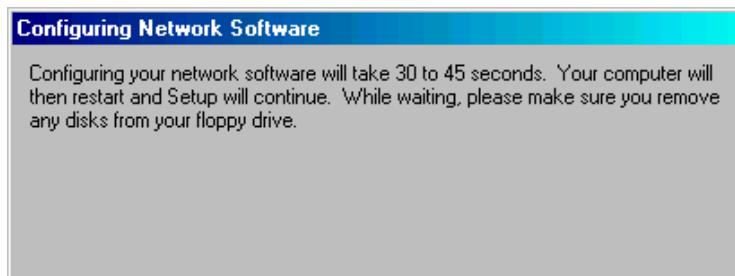 Configuring Network Software
Configuring your network software will take 30 to 45 seconds.  Your computer will
then restart and Setup will continue.  While waiting, please make sure you remove
any disks from your floppy drive.